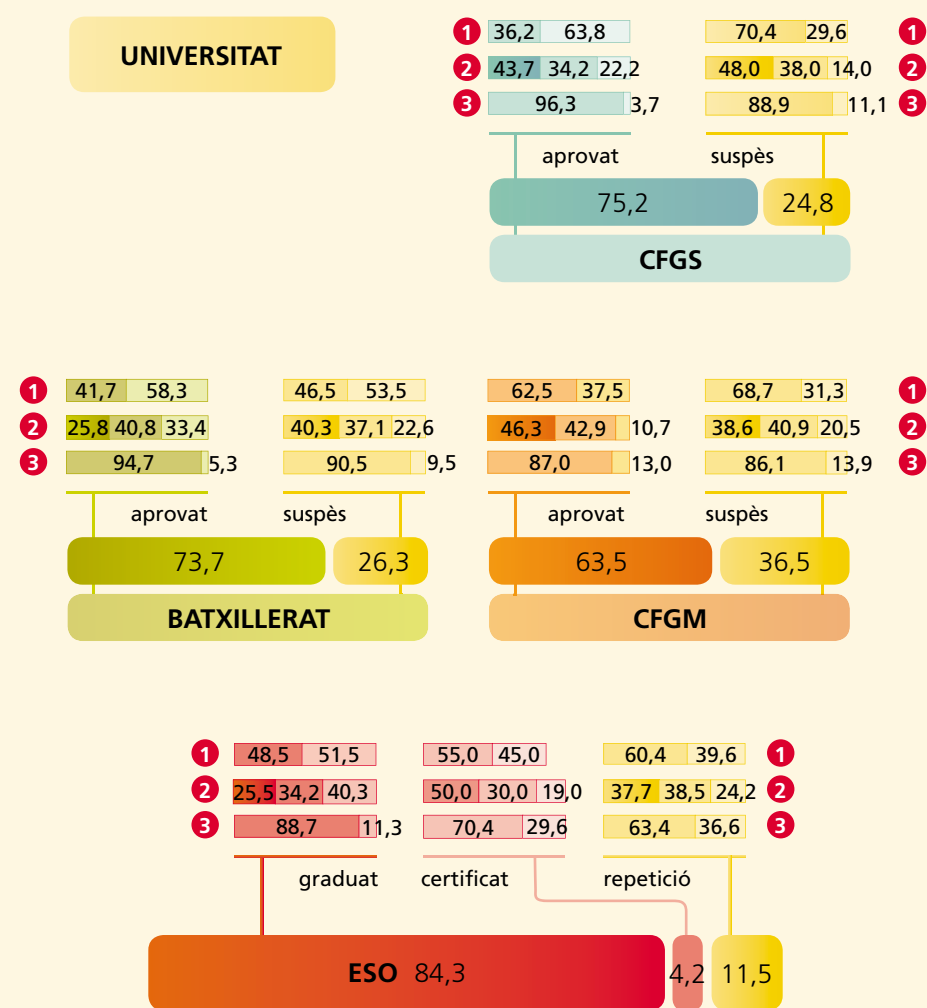 UNIVERSITAT
1 36,2 63,8 70,4 29,6 1
2 43,7 34,2 22,2 48,0 38,0 14,0 2
3 96,3 3,7 88,9 11,1 3
aprovat suspès
75,2 24,8
CFGS
1 41,7 58,3 46,5 53,5 62,5 37,5 68,7 31,3 1
2 25,8 40,8 33,4 40,3 37,1 22,6 46,3 42,9 10,7 38,6 40,9 20,5 2
3 94,7 5,3 90,5 9,5 87,0 13,0 86,1 13,9 3
aprovat suspès aprovat suspès
73,7 26,3 63,5 36,5
BATXILLERAT CFGM
1 48,5 51,5 55,0 45,0 60,4 39,6 1
2 25,5 34,2 40,3 50,0 30,0 19,0 37,7 38,5 24,2 2
3 88,7 11,3 70,4 29,6 63,4 36,6 3
graduat certificat repetició
ESO 84,3 4,2 11,5